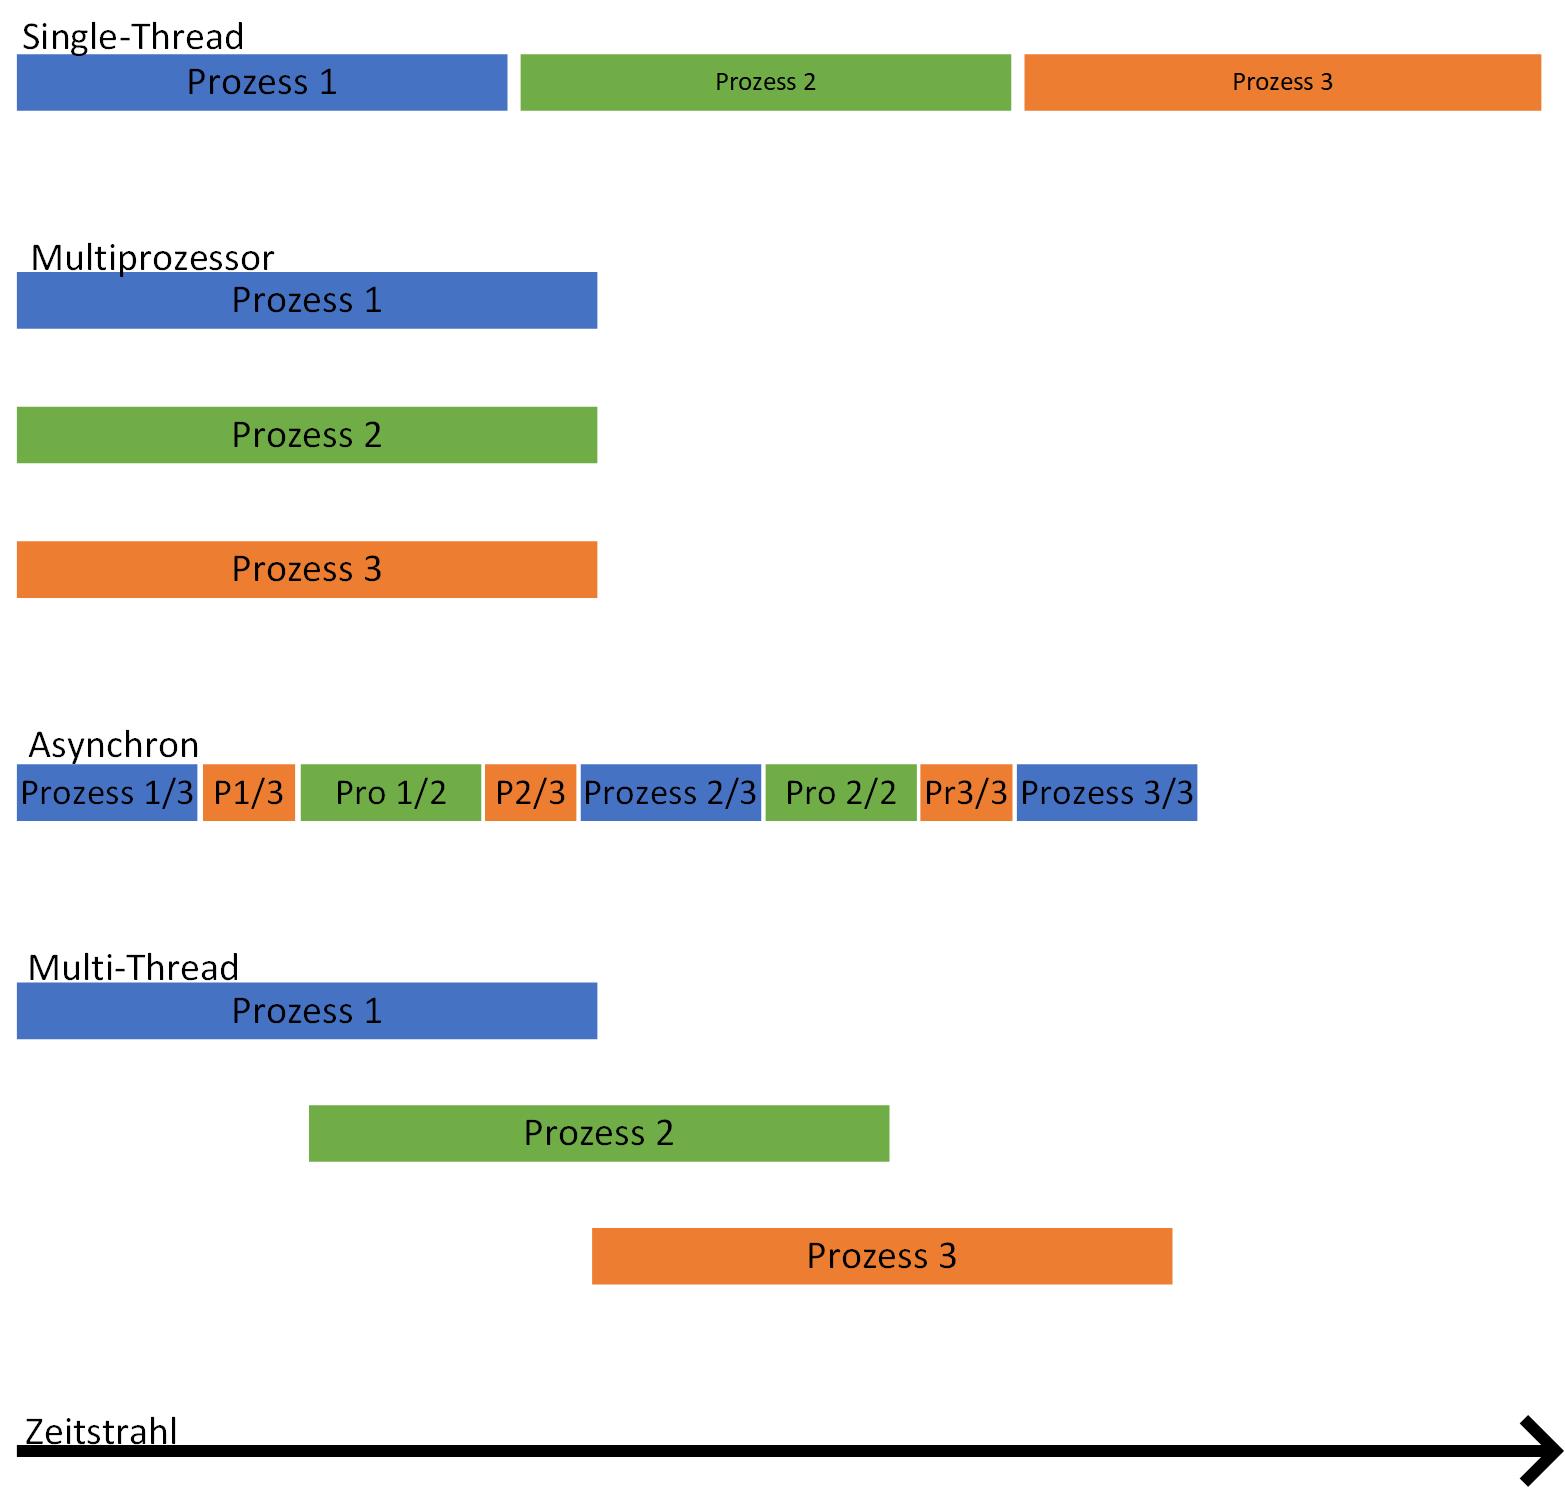 Single-Thread
Prozess 1 Prozess 2 Prozess 3
Multiprozessor
Prozess 1
Prozess 2
Prozess 3
Asynchron
Prozess 1/3 P1/3 Pro 1/2 P2/3 Prozess 2/3 Pro 2/2 Pr3/3 Prozess 3/3
Multi-Thread
Prozess 1
Prozess 2
Prozess 3
Zeitstrahl